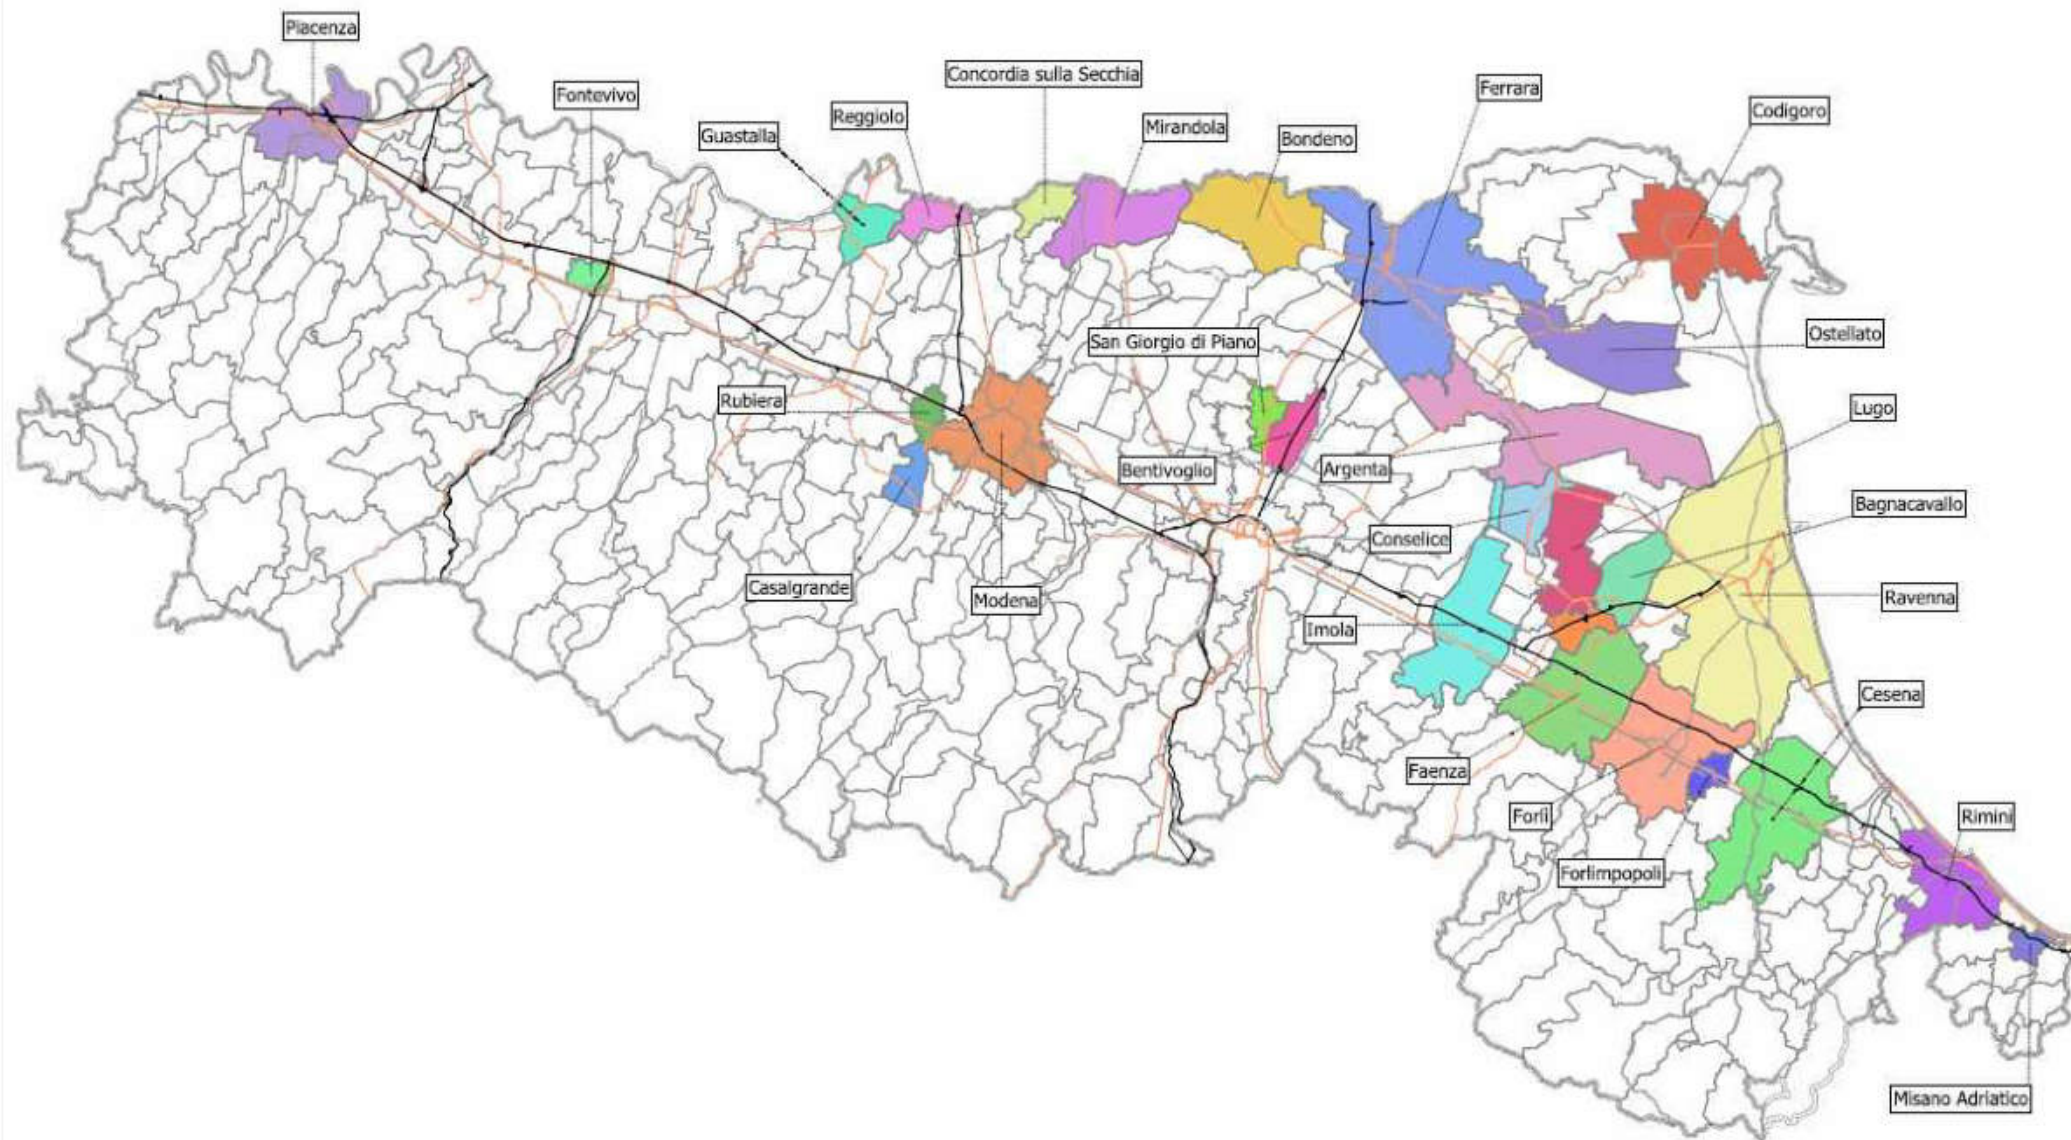 Piacenza
Concordia sulla Secchia
Ferrara
Fontevivo
Reggiolo
Codigoro
Guastalla
Mirandola
Bondeno
San Giorgio di Piano
Ostellato
Rubiera
Lugo
Bentivoglio
Argenta
Bagnacavallo
Conselice
Casalgrande
Modena
Ravenna
Imola
Cesena
Faenza
Forlì
Rimini
Forlimpopoli
Misano Adriatico